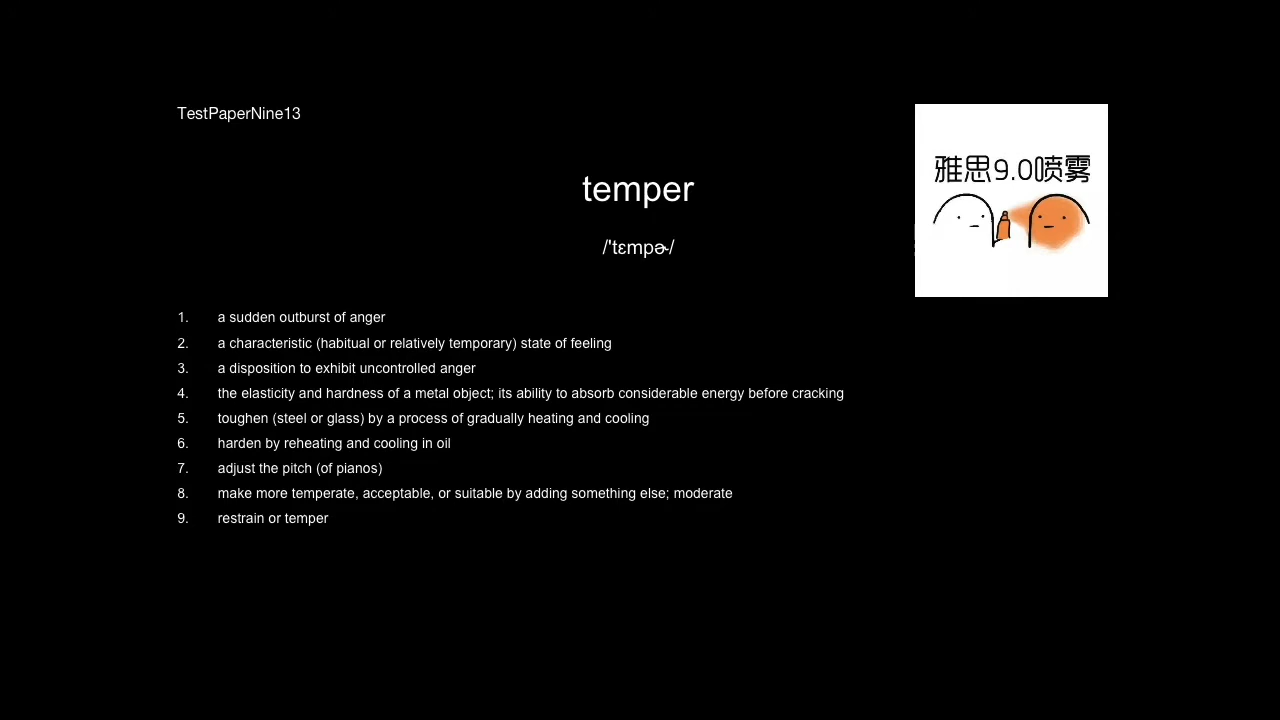 TestPaperNine13
雅思9.0喷雾
temper
/'tɛmpɚ/
1. a sudden outburst of anger
2. a characteristic (habitual or relatively temporary) state of feeling
3. a disposition to exhibit uncontrolled anger
4. the elasticity and hardness of a metal object; its ability to absorb considerable energy before cracking
5. toughen (steel or glass) by a process of gradually heating and cooling
6. harden by reheating and cooling in oil
7. adjust the pitch (of pianos)
8. make more temperate, acceptable, or suitable by adding something else; moderate
9. restrain or temper